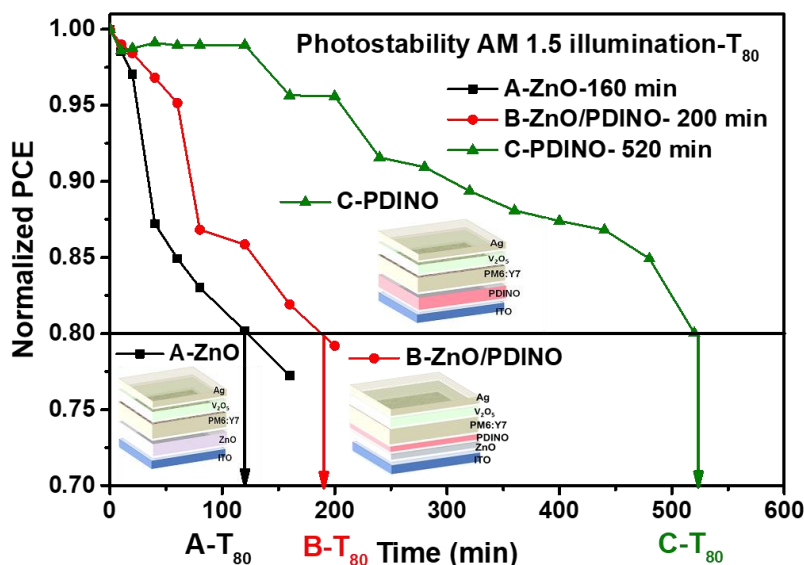 Photostability AM 1.5 illumination-T80
A-ZnO-160 min
B-ZnO/PDINO- 200 min
C-PDINO- 520 min
Normalized PCE
1.00
0.95
0.90
0.85
0.80
0.75
0.70
C-PDINO
Ag
V2O5
PM6:Y7
PDINO
ITO
A-ZnO
Ag
V2O5
PM6:Y7
ZnO
ITO
B-ZnO/PDINO
Ag
V2O5
PM6:Y7
PDINO
ZnO
ITO
0 100 200 300 400 500 600
A-T80 B-T80 Time (min) C-T80